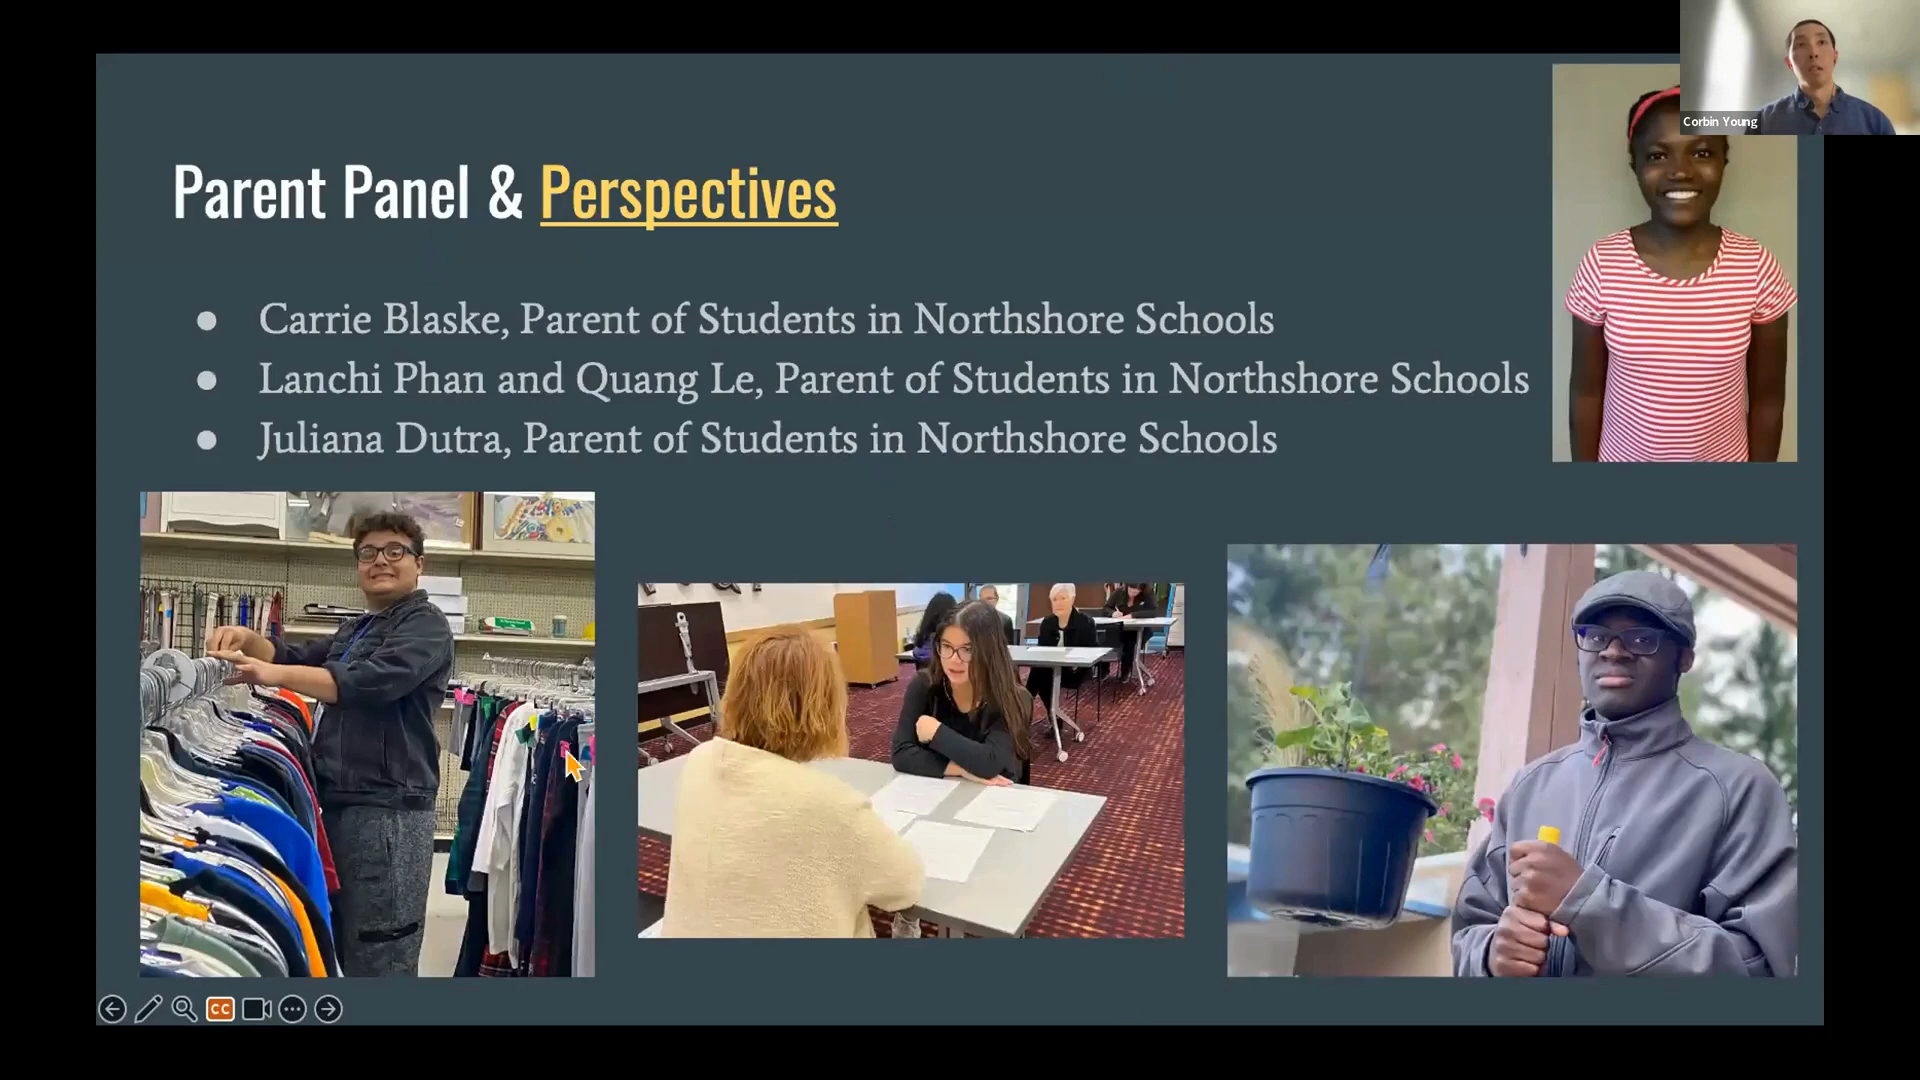 Corbin Young
Parent Panel & Perspectives
● Carrie Blaske, Parent of Students in Northshore Schools
● Lanchi Phan and Quang Le, Parent of Students in Northshore Schools
● Juliana Dutra, Parent of Students in Northshore Schools
CC